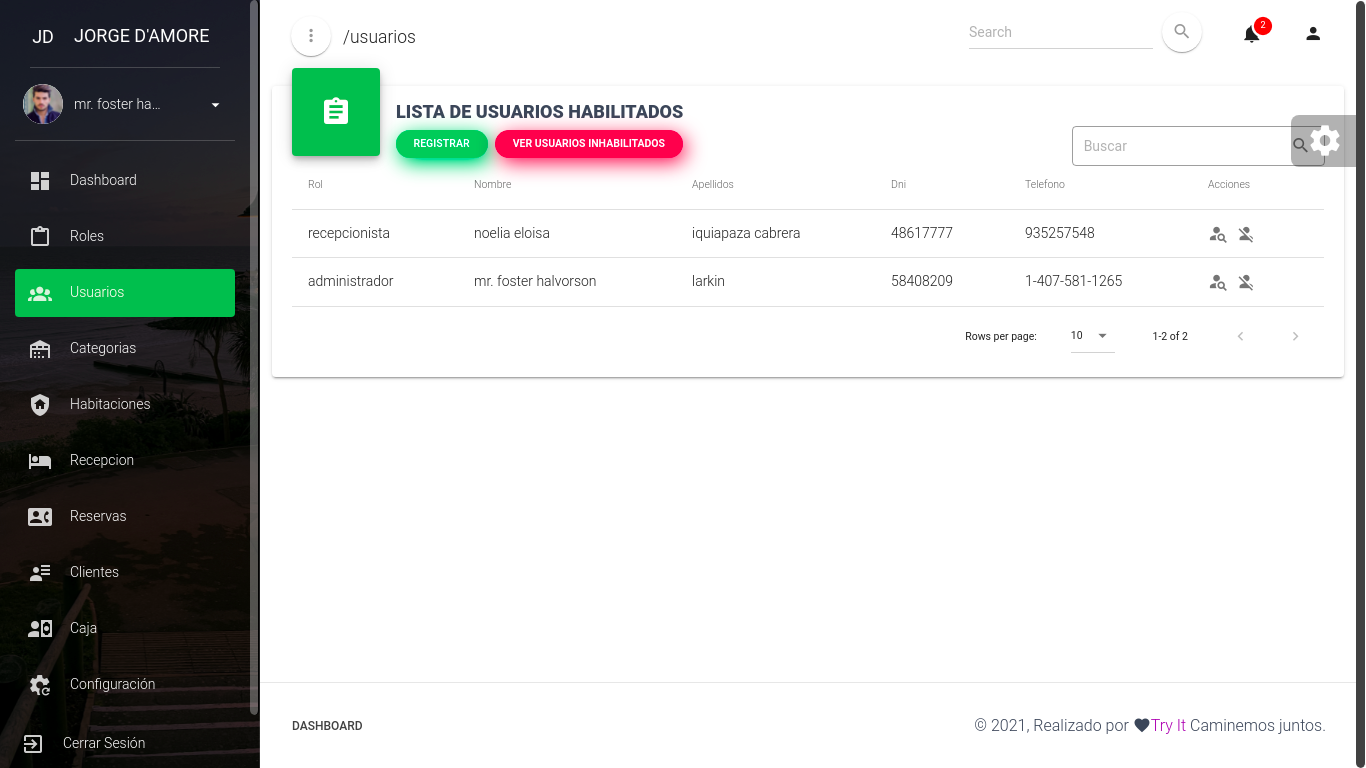 JD JORGE D'AMORE
mr. foster ha...
Dashboard
Roles
Usuarios
Categorias
Habitaciones
Recepcion
Reservas
Clientes
Caja
Configuración
Cerrar Sesión
/usuarios
Search
2
LISTA DE USUARIOS HABILITADOS
REGISTRAR VER USUARIOS INHABILITADOS
Buscar
Rol Nombre Apellidos Dni Telefono Acciones
recepcionista noelia eloisa iquiapaza cabrera 48617777 935257548
administrador mr. foster halvorson larkin 58408209 1-407-581-1265
Rows per page: 10 1-2 of 2
DASHBOARD
© 2021, Realizado por Try It Caminemos juntos.